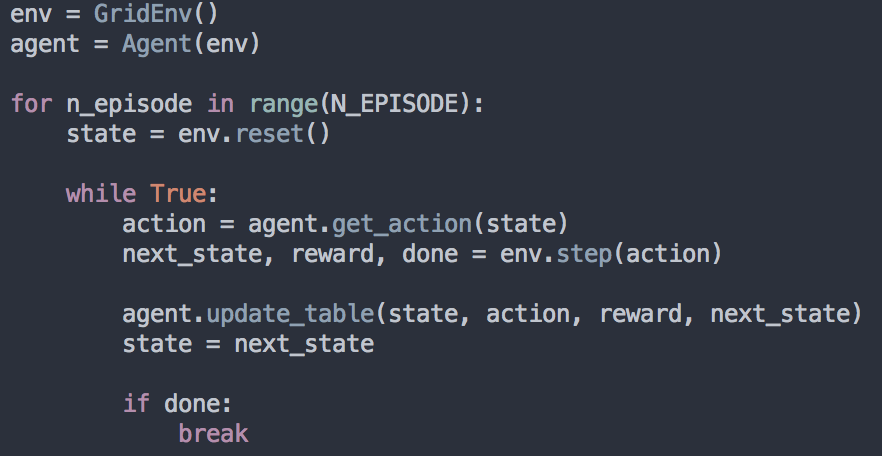 env = GridEnv()
agent = Agent(env)

for n_episode in range(N_EPISODE):
    state = env.reset()

    while True:
        action = agent.get_action(state)
        next_state, reward, done = env.step(action)

        agent.update_table(state, action, reward, next_state)
        state = next_state

        if done:
            break